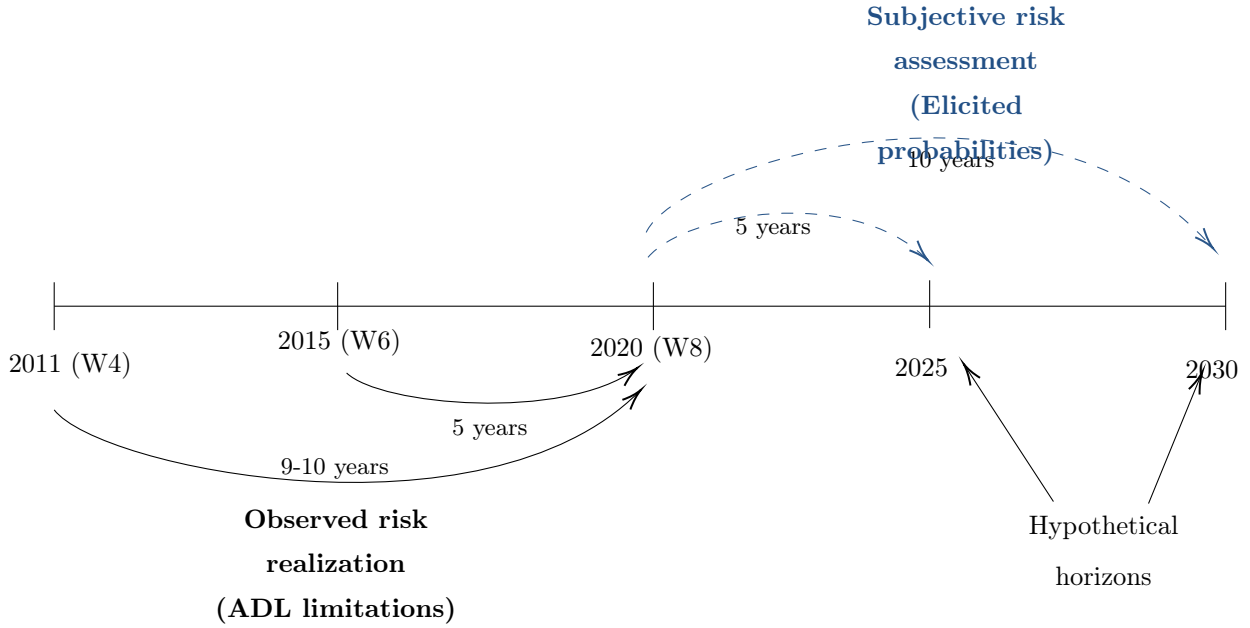 Subjective risk
assessment
(Elicited
probabilities)
10 years
5 years
2015 (W6)
2020 (W8)
2011 (W4)
2025
2030
5 years
9-10 years
Observed risk
realization
(ADL limitations)
Hypothetical
horizons